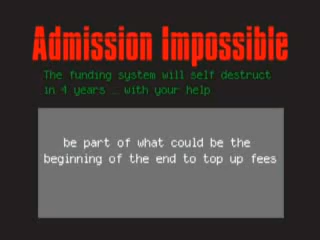 Admission Impossible
The funding system will self destruct
in 4 years … with your help
be part of what could be the
beginning of the end to top up fees